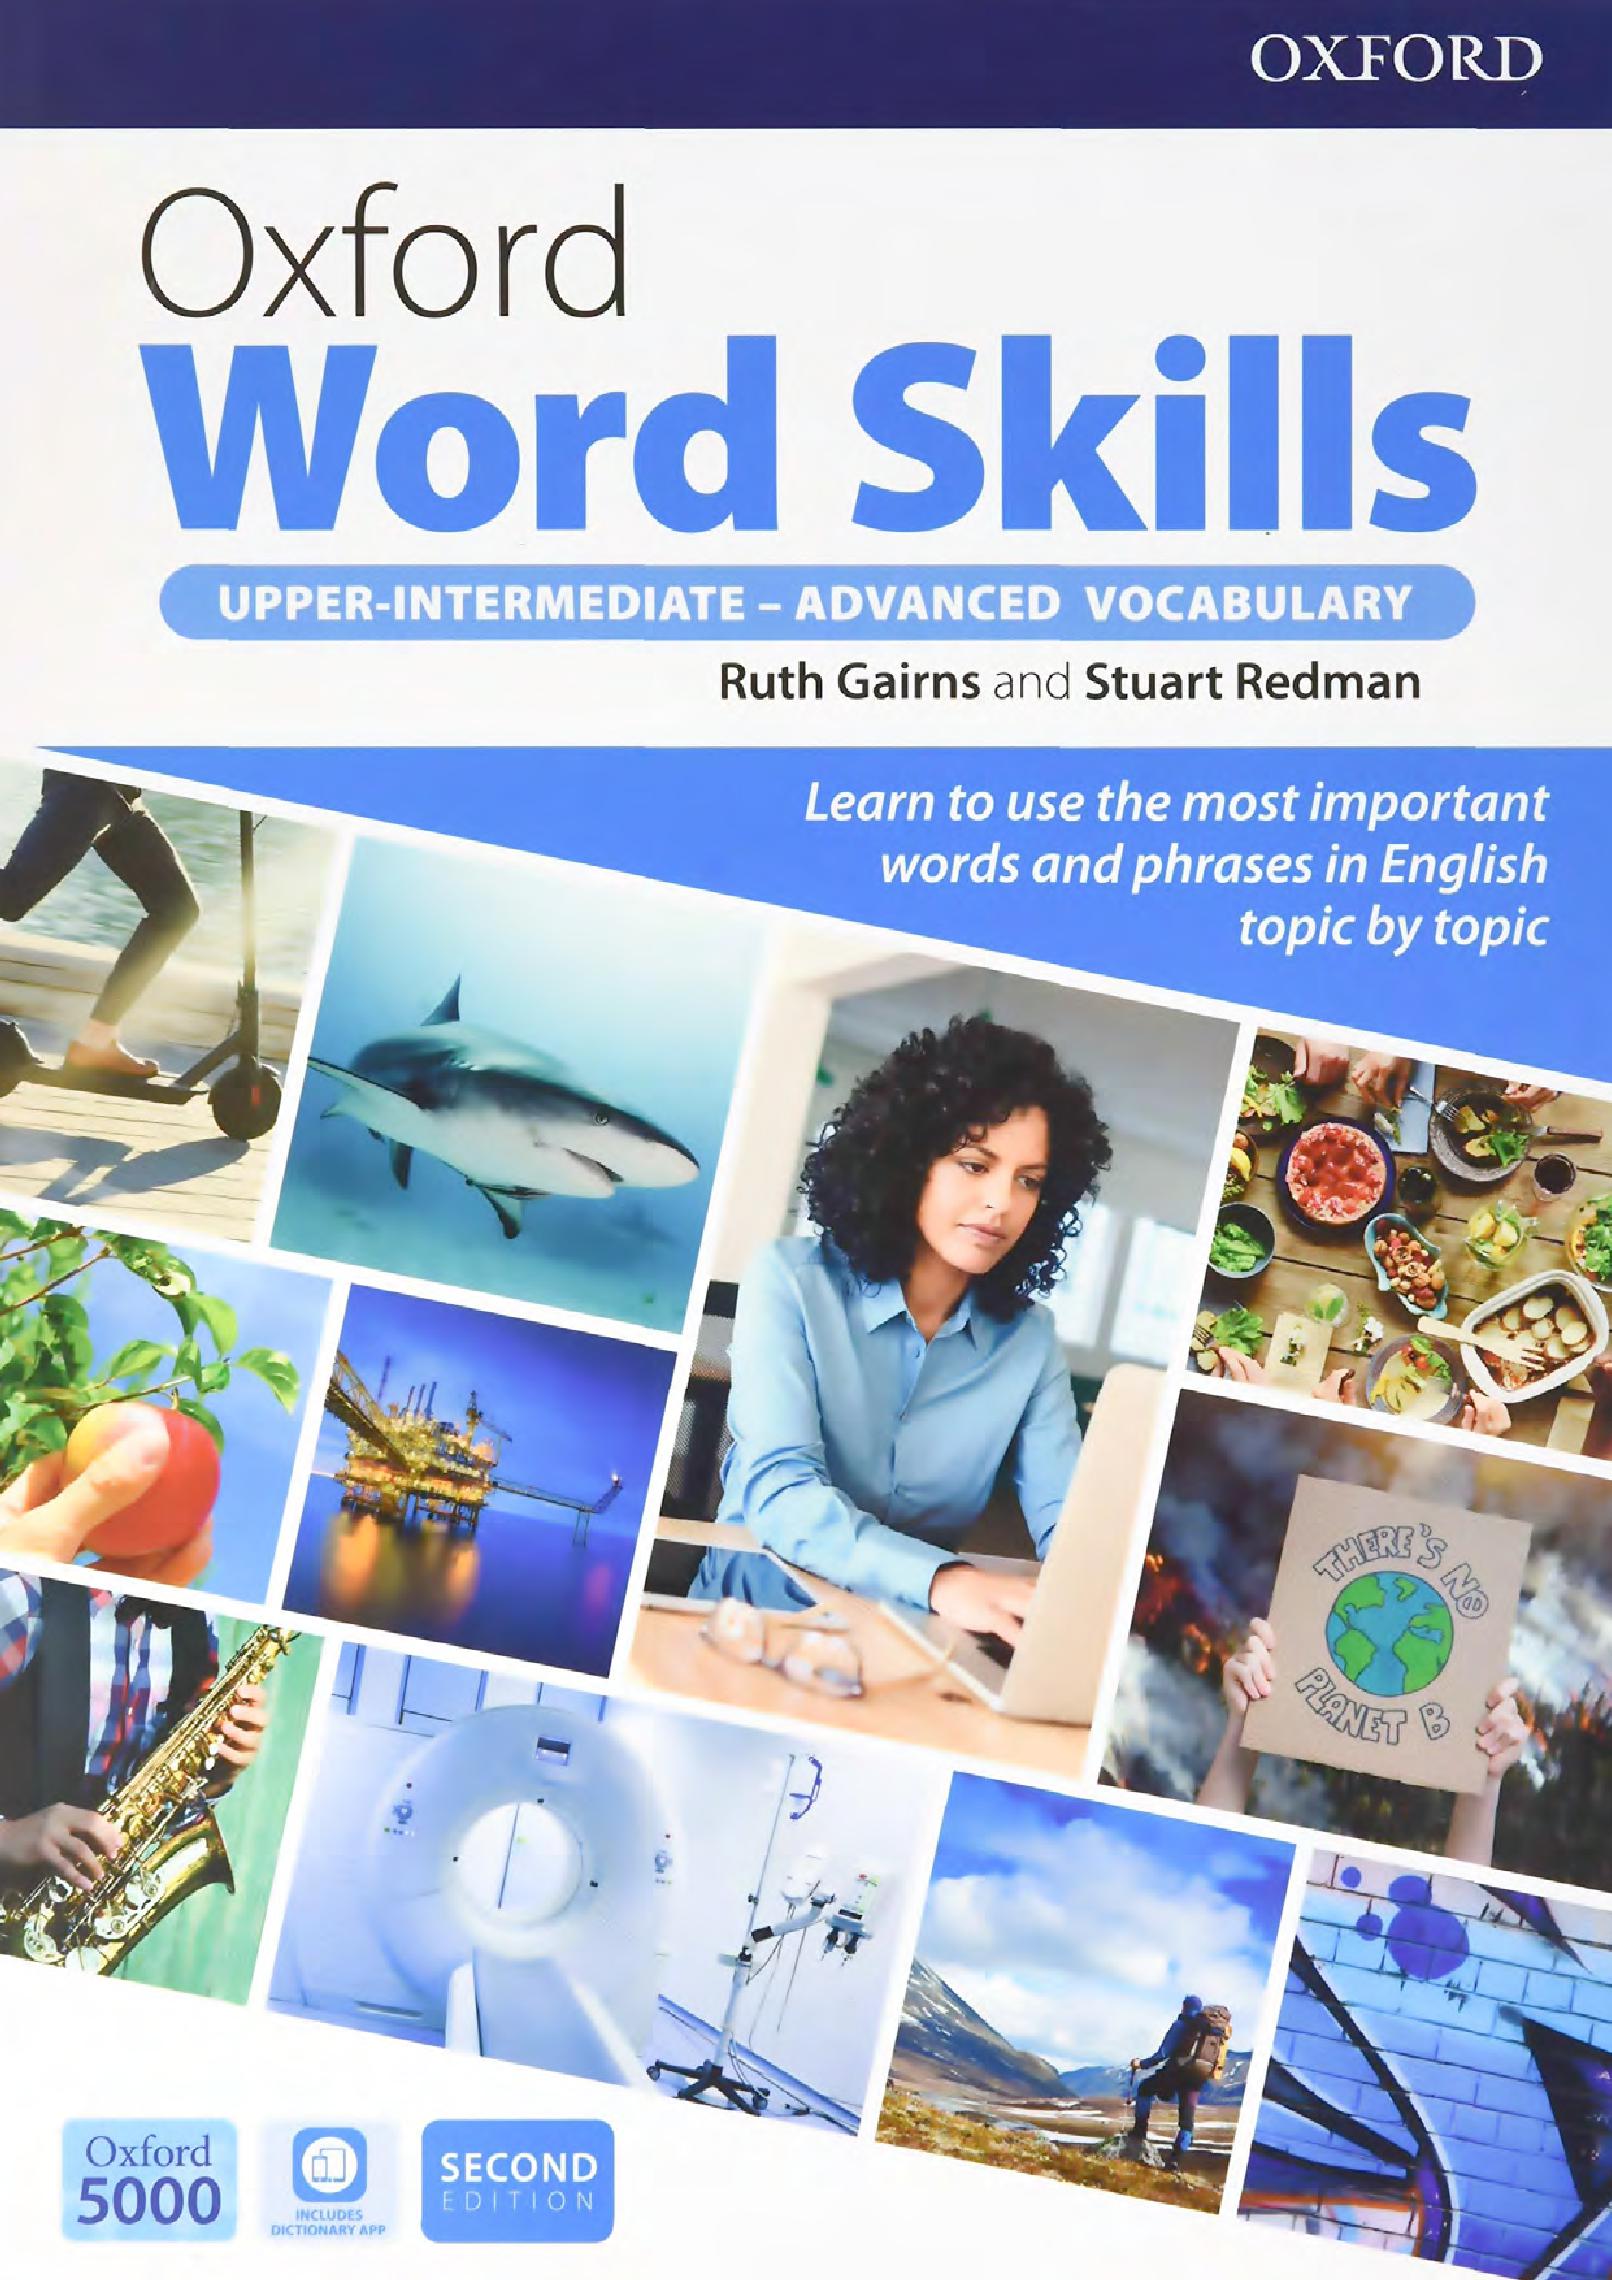 OXFORD
Oxford
Word Skills
UPPER-INTERMEDIATE – ADVANCED VOCABULARY
Ruth Gairns and Stuart Redman
Learn to use the most important
words and phrases in English
topic by topic
THERE'S NO
PLANET B
Oxford
5000
INCLUDES
DICTIONARY APP
SECOND
EDITION